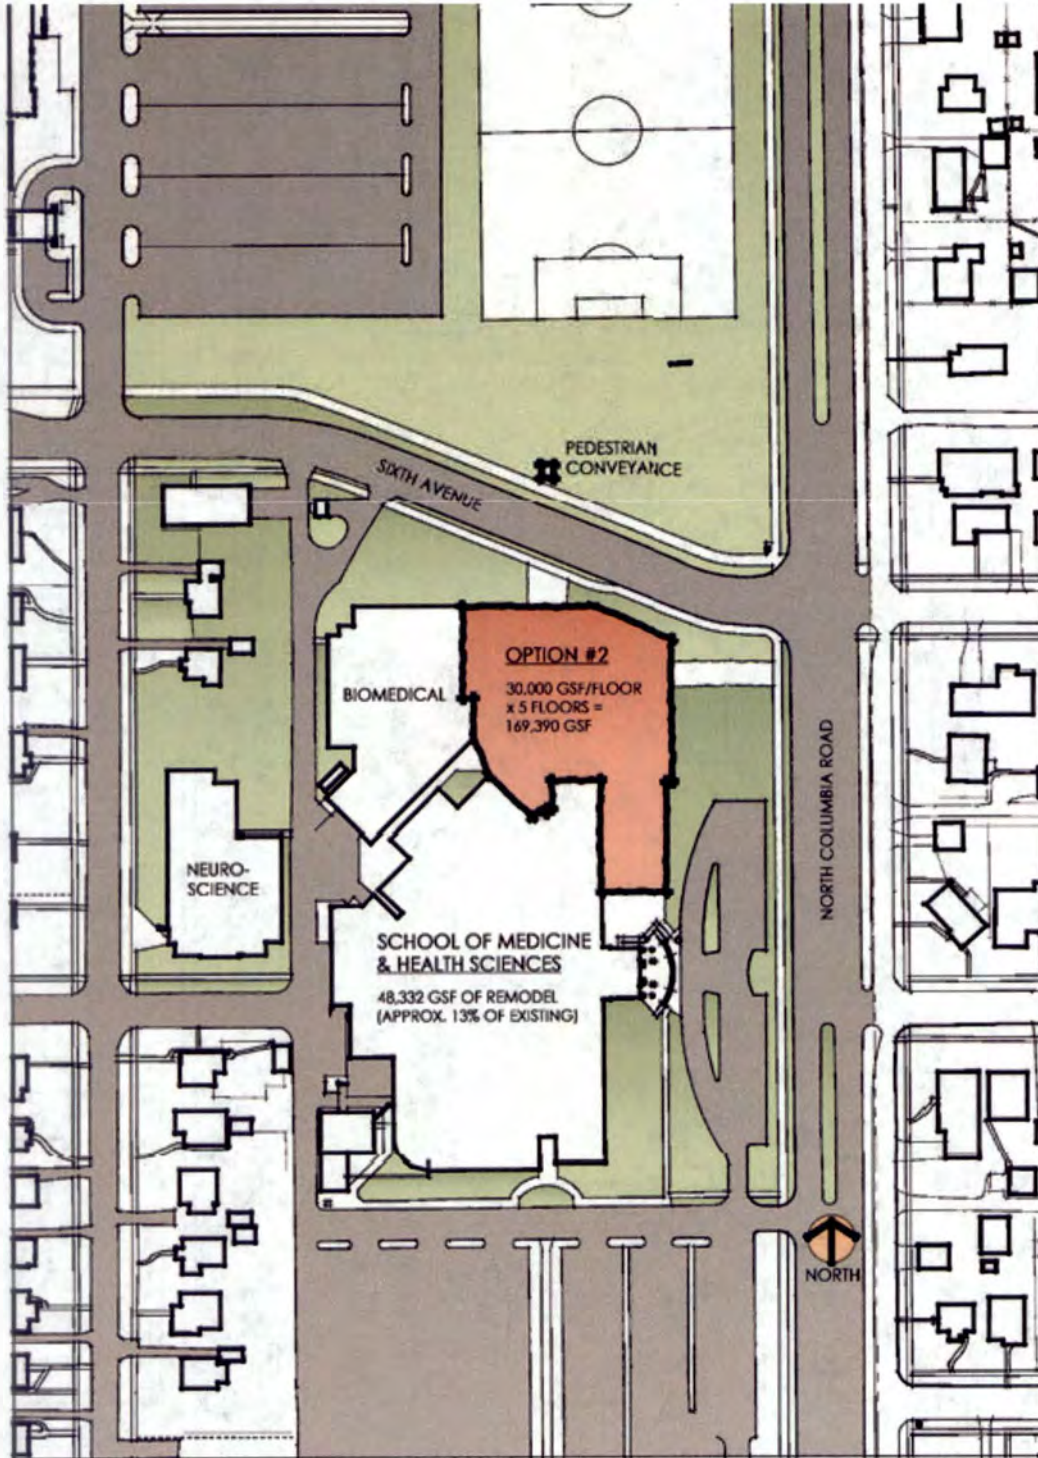 PEDESTRIAN
CONVEYANCE
SIXTH AVENUE
OPTION #2
30,000 GSF/FLOOR
x 5 FLOORS =
169,390 GSF
BIOMEDICAL
NORTH COLUMBIA ROAD
NEURO-
SCIENCE
SCHOOL OF MEDICINE
& HEALTH SCIENCES
48,332 GSF OF REMODEL
(APPROX. 13% OF EXISTING)
NORTH